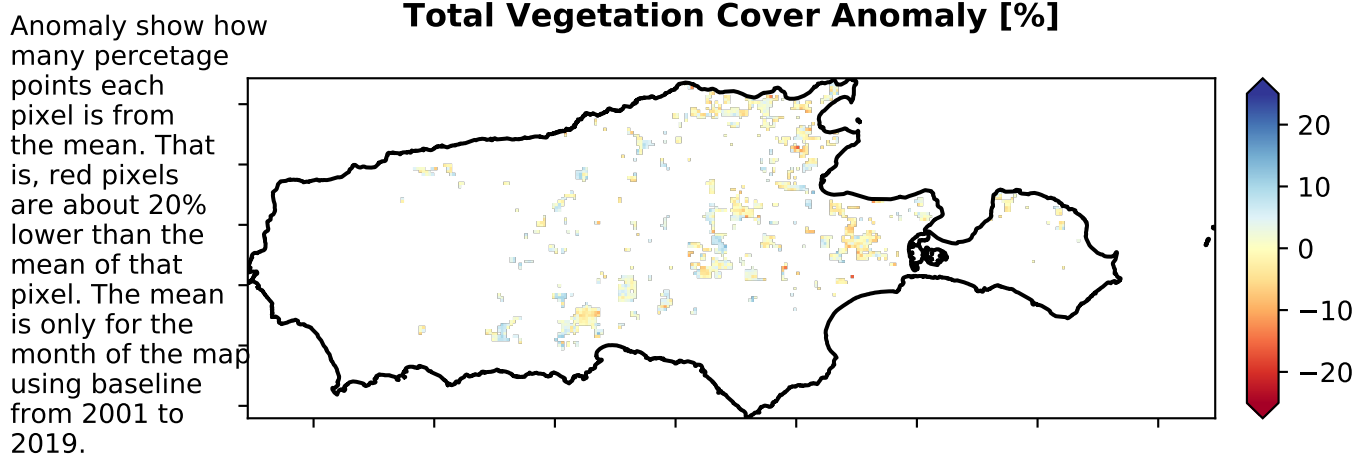 Total Vegetation Cover Anomaly [%]
Anomaly show how
many percetage
points each
pixel is from
the mean. That
is, red pixels
are about 20%
lower than the
mean of that
pixel. The mean
is only for the
month of the map
using baseline
from 2001 to
2019.
20
10
0
−10
−20